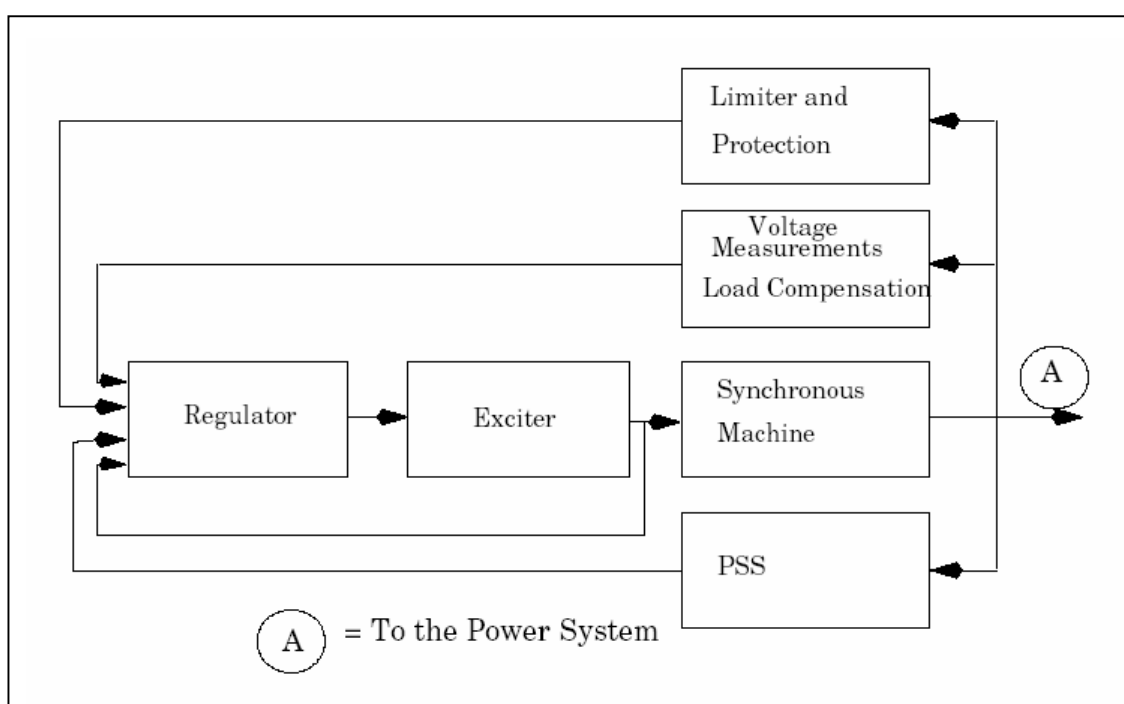 Limiter and
Protection
Voltage
Measurements
Load Compensation
A
Regulator
Exciter
Synchronous
Machine
PSS
A = To the Power System